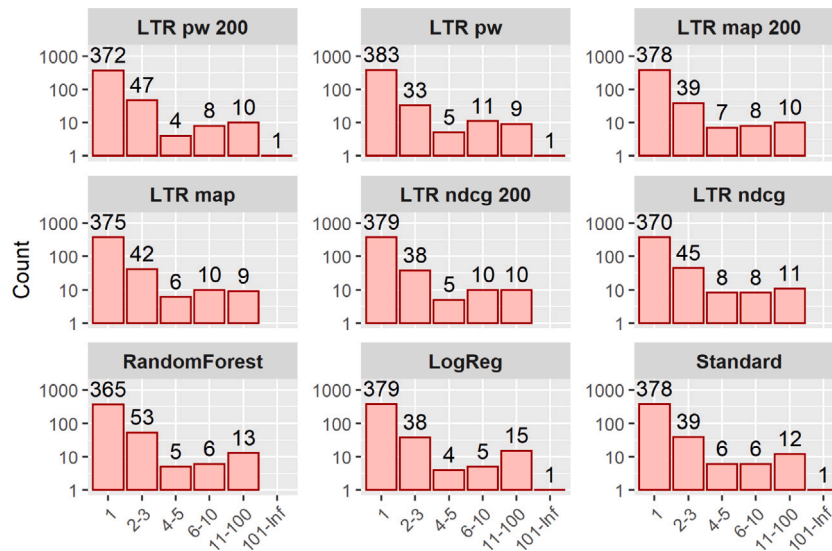 LTR pw 200 LTR pw LTR map 200
1000 372 47 4 8 10 1 383 33 5 11 9 1 378 39 7 8 10
100
10
1
LTR map LTR ndcg 200 LTR ndcg
1000 375 42 6 10 9 379 38 5 10 10 370 45 8 8 11
100
10
1
RandomForest LogReg Standard
1000 365 53 5 6 13 379 38 4 5 15 1 378 39 6 6 12 1
100
10
1
Count
1 2-3 4-5 6-10 11-100 101-Inf 1 2-3 4-5 6-10 11-100 101-Inf 1 2-3 4-5 6-10 11-100 101-Inf